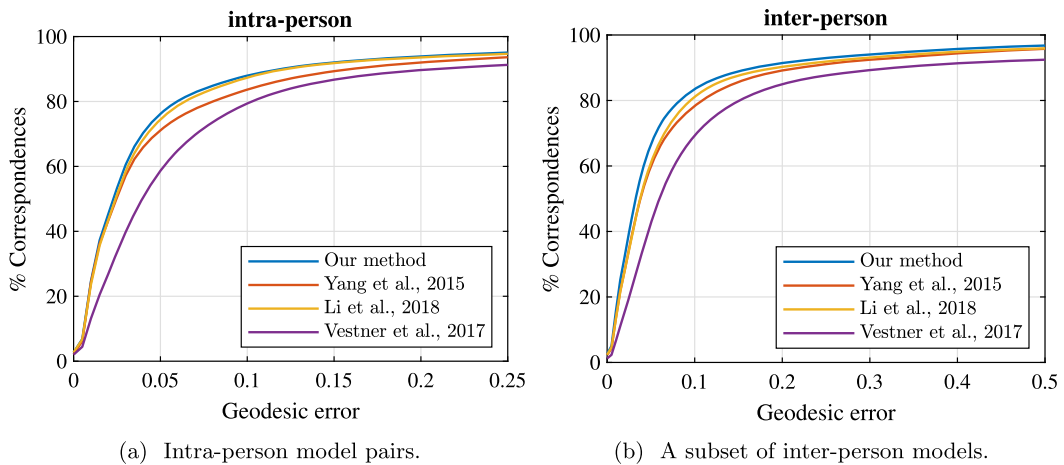 intra-person
100
80
60
40
20
0
% Correspondences
0 0.05 0.1 0.15 0.2 0.25
Geodesic error
Our method
Yang et al., 2015
Li et al., 2018
Vestner et al., 2017
(a) Intra-person model pairs.
inter-person
100
80
60
40
20
0
% Correspondences
0 0.1 0.2 0.3 0.4 0.5
Geodesic error
Our method
Yang et al., 2015
Li et al., 2018
Vestner et al., 2017
(b) A subset of inter-person models.